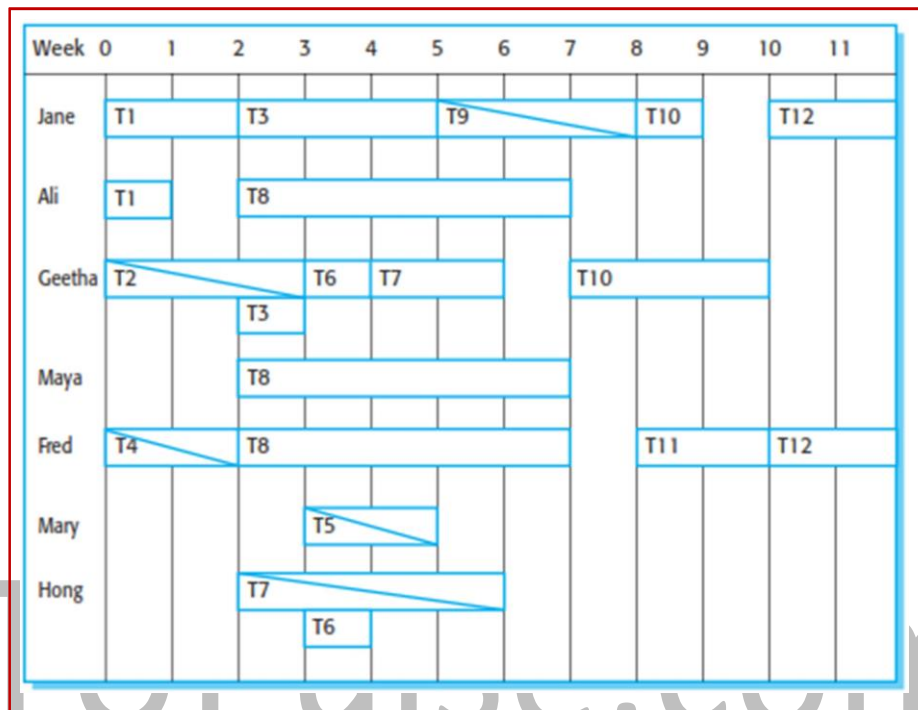 Week 0 1 2 3 4 5 6 7 8 9 10 11
Jane T1 T3 T9 T10 T12
Ali T1 T8
Geetha T2 T6 T7 T10
T3
Maya T8
Fred T4 T8 T11 T12
Mary T5
Hong T7
T6